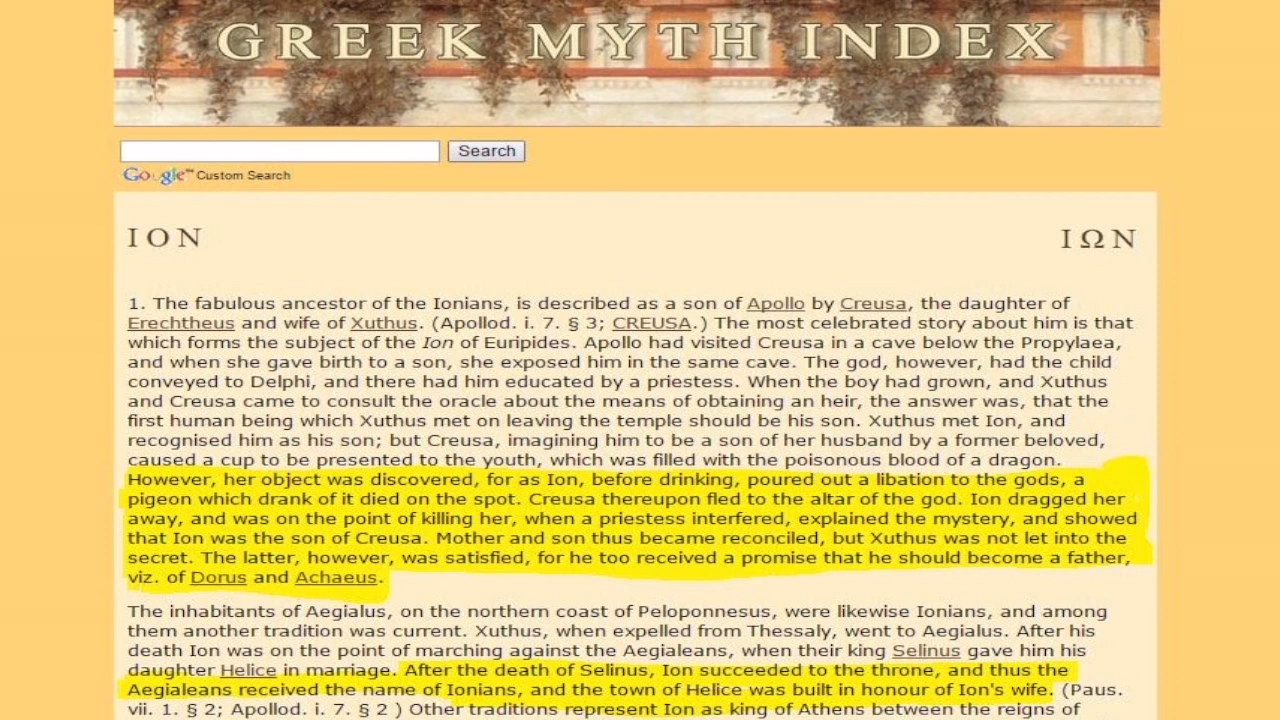 GREEK MYTH INDEX
Search
Google™ Custom Search
ION ΙΩΝ
1. The fabulous ancestor of the Ionians, is described as a son of Apollo by Creusa, the daughter of
Erechtheus and wife of Xuthus. (Apollod. i. 7. § 3; CREUSA.) The most celebrated story about him is that
which forms the subject of the Ion of Euripides. Apollo had visited Creusa in a cave below the Propylaea,
and when she gave birth to a son, she exposed him in the same cave. The god, however, had the child
conveyed to Delphi, and there had him educated by a priestess. When the boy had grown, and Xuthus
and Creusa came to consult the oracle about the means of obtaining an heir, the answer was, that the
first human being which Xuthus met on leaving the temple should be his son. Xuthus met Ion, and
recognised him as his son; but Creusa, imagining him to be a son of her husband by a former beloved,
caused a cup to be presented to the youth, which was filled with the poisonous blood of a dragon.
However, her object was discovered, for as Ion, before drinking, poured out a libation to the gods, a
pigeon which drank of it died on the spot. Creusa thereupon fled to the altar of the god. Ion dragged her
away, and was on the point of killing her, when a priestess interfered, explained the mystery, and showed
that Ion was the son of Creusa. Mother and son thus became reconciled, but Xuthus was not let into the
secret. The latter, however, was satisfied, for he too received a promise that he should become a father,
viz. of Dorus and Achaeus.
The inhabitants of Aegialus, on the northern coast of Peloponnesus, were likewise Ionians, and among
them another tradition was current. Xuthus, when expelled from Thessaly, went to Aegialus. After his
death Ion was on the point of marching against the Aegialeans, when their king Selinus gave him his
daughter Helice in marriage. After the death of Selinus, Ion succeeded to the throne, and thus the
Aegialeans received the name of Ionians, and the town of Helice was built in honour of Ion's wife. (Paus.
vii. 1. § 2; Apollod. i. 7. § 2 ) Other traditions represent Ion as king of Athens between the reigns of